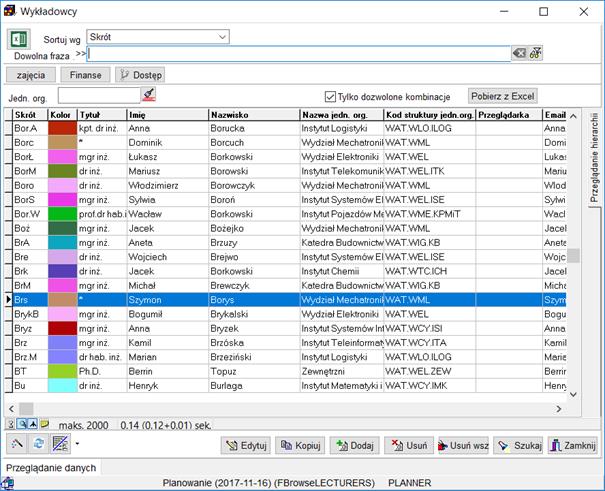 Wykładowcy
Sortuj wg Skrót
Dowolna fraza >>
zajęcia Finanse Dostęp
Jedn. org. Tylko dozwolone kombinacje Pobierz z Excel
Przeglądanie hierarchii
Skrót Kolor Tytuł Imię Nazwisko Nazwa jedn. org. Kod struktury jedn.org. Przeglądarka Email
Bor.A kpt. dr inż. Anna Borucka Instytut Logistyki WAT.WLO.ILOG Anna
Borc * Dominik Borcuch Wydział Mechatronik WAT.WML Domi
BorŁ mgr inż. Łukasz Borkowski Wydział Elektroniki WAT.WEL Lukas
BorM dr inż. Mariusz Borowski Instytut Telekomunik WAT.WEL.ITK Mariu
Boro dr inż. Włodzimierz Borowczyk Wydział Mechatronik WAT.WML Wlod
BorS mgr inż. Sylwia Boroń Instytut Systemów El WAT.WEL.ISE Sylwi
Bor.W prof.dr hab.i Wacław Borkowski Instytut Pojazdów Me WAT.WME.KPMiT Wacl
Boż mgr inż. Jacek Bożejko Wydział Mechatronik WAT.WML Jacek
BrA mgr inż. Aneta Brzuzy Katedra Budownictw WAT.WIG.KB Aneta
Bre dr inż. Wojciech Brejwo Instytut Systemów El WAT.WEL.ISE Wojc
Brk dr inż. Jacek Borkowski Instytut Chemii WAT.WTC.ICH Jacek
BrM mgr inż. Michał Brewczyk Katedra Budownictw WAT.WIG.KB Micha
Brs * Szymon Borys Wydział Mechatronik WAT.WML Szym
BrykB mgr inż. Bogumił Brykalski Wydział Elektroniki WAT.WEL Bogu
Bryz mgr inż. Anna Bryzek Instytut Systemów Int WAT.WCY.ISI Anna
Brz mgr inż. Kamil Brzóska Instytut Teleinformaty WAT.WCY.ITA Kamil
Brz.M dr hab. inż. Marian Brzeziński Instytut Logistyki WAT.WLO.ILOG Maria
BT Ph.D. Berrin Topuz Zewnętrzni WAT.WEL.ZEW Berrin
Bu dr inż. Henryk Burlaga Instytut Matematyki i WAT.WCY.IMK Henry
maks. 2000 0,14 (0,12+0,01) sek.
Edytuj Kopiuj Dodaj Usuń Usuń wsz Szukaj Zamknij
Przeglądanie danych
Planowanie (2017-11-16) (FBrowseLECTURERS) PLANNER